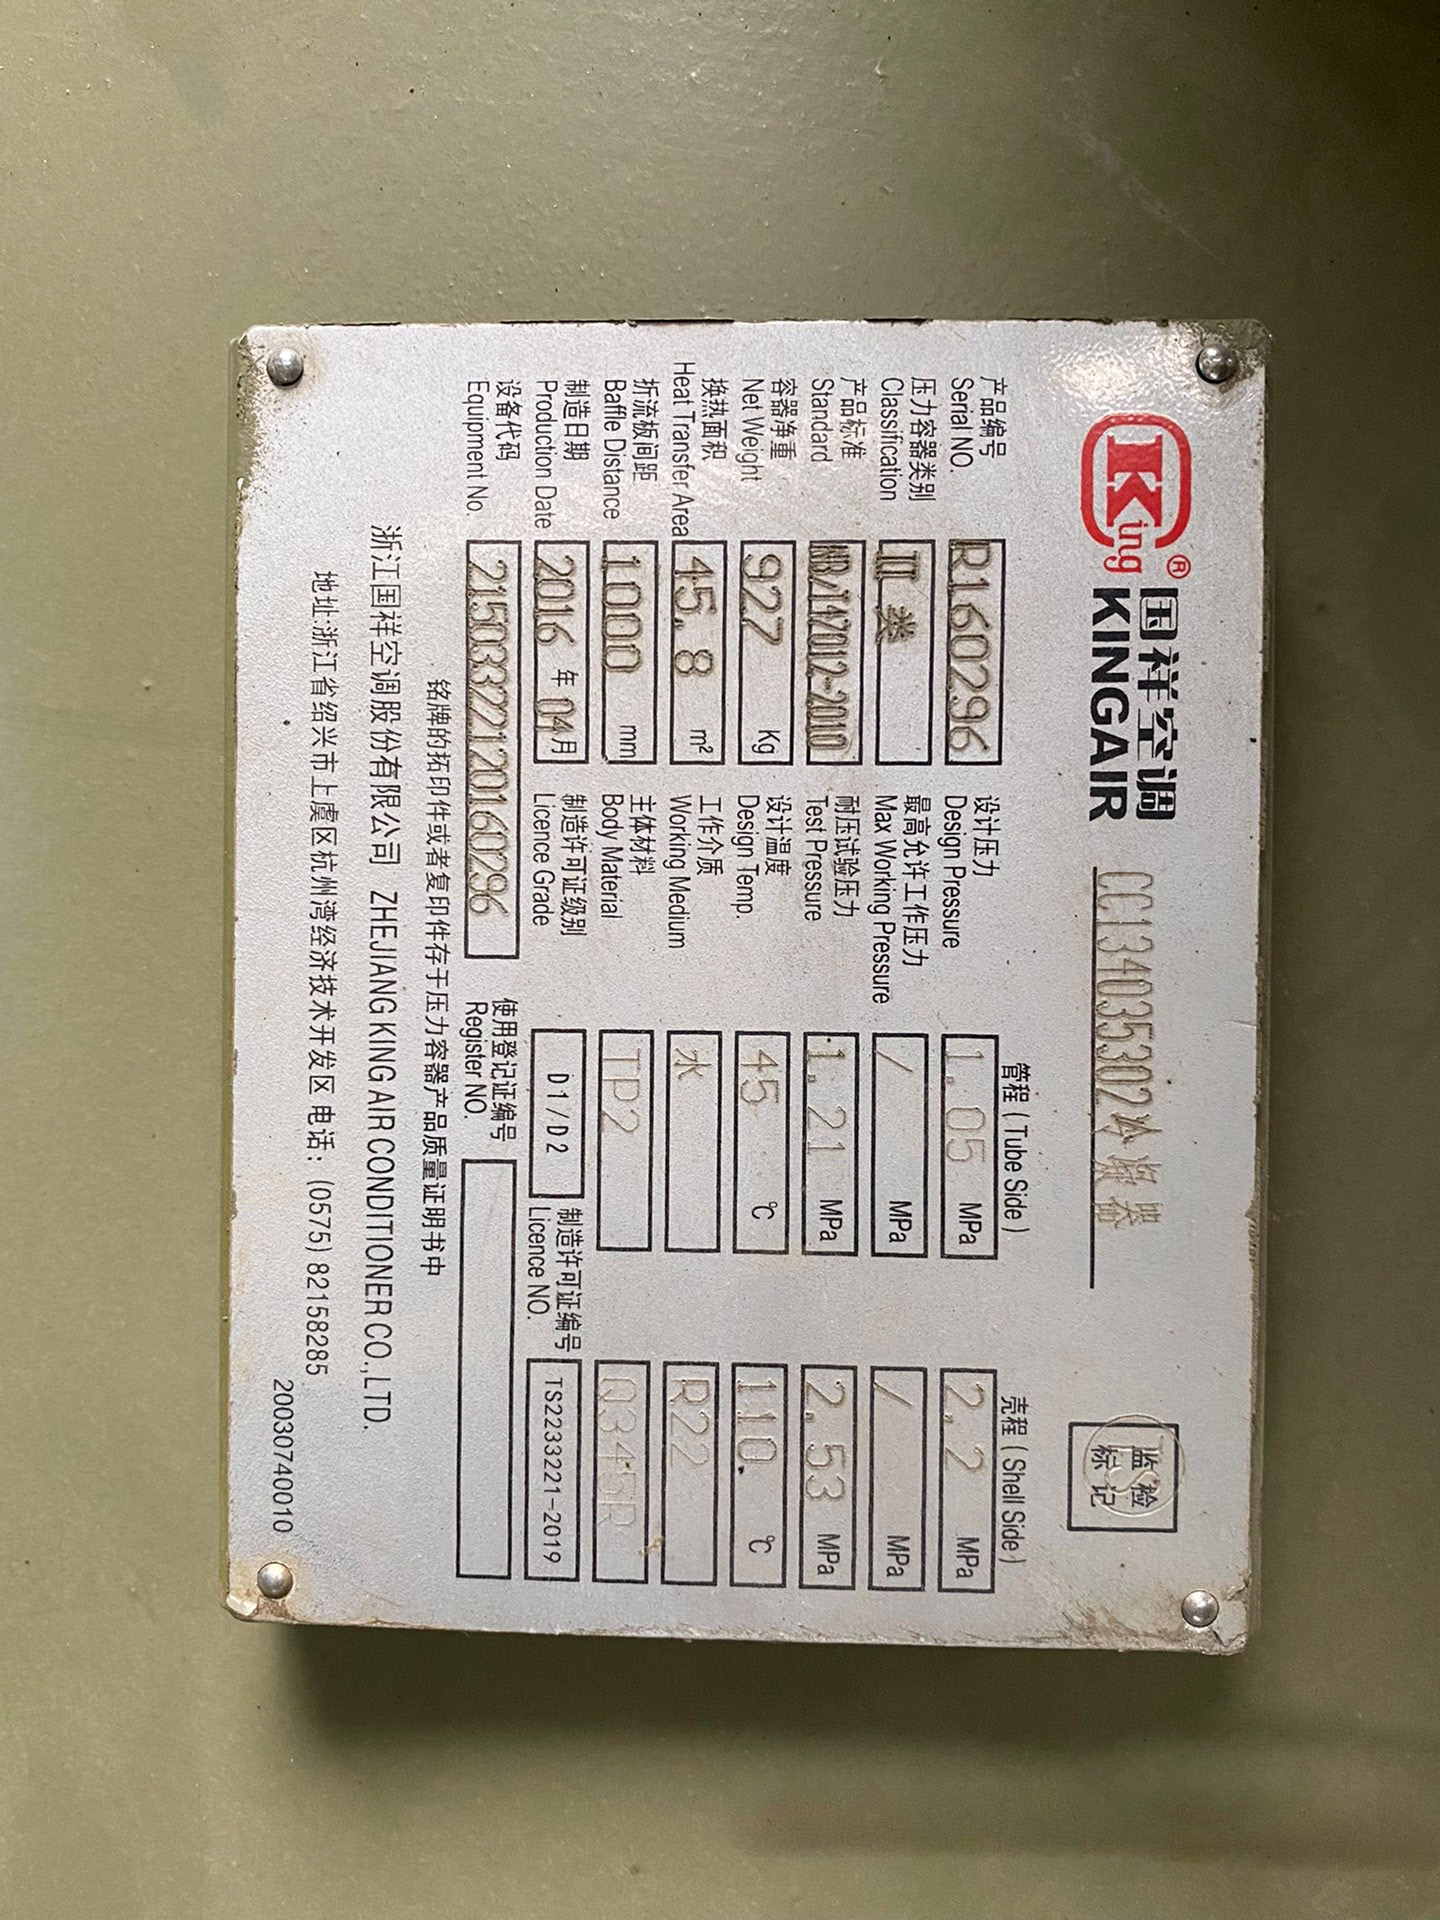 King® 国祥空调 KINGAIR
CC134035302冷凝器
监检标记
管程(Tube Side) 壳程(Shell Side)
产品编号 Serial NO. R160296 设计压力 Design Pressure 1.05 MPa 2.2 MPa
压力容器类别 Classification II类 最高允许工作压力 Max Working Pressure / MPa / MPa
产品标准 Standard NB/T47012-2010 耐压试验压力 Test Pressure 1.21 MPa 2.53 MPa
容器净重 Net Weight 927 Kg 设计温度 Design Temp. 45 ℃ 110. ℃
换热面积 Heat Transfer Area 45.8 m² 工作介质 Working Medium 水 R22
折流板间距 Baffle Distance 1000 mm 主体材料 Body Material TP2 Q345R
制造日期 Production Date 2016 年 04 月 制造许可证级别 Licence Grade D1/D2 制造许可证编号 Licence NO. TS2233221-2019
设备代码 Equipment No. 21503322120160296 使用登记证编号 Register NO.
铭牌的拓印件或者复印件存于压力容器产品质量证明书中
浙江国祥空调股份有限公司 ZHEJIANG KING AIR CONDITIONER CO.,LTD.
地址:浙江省绍兴市上虞区杭州湾经济技术开发区 电话: (0575) 82158285
200307400​10